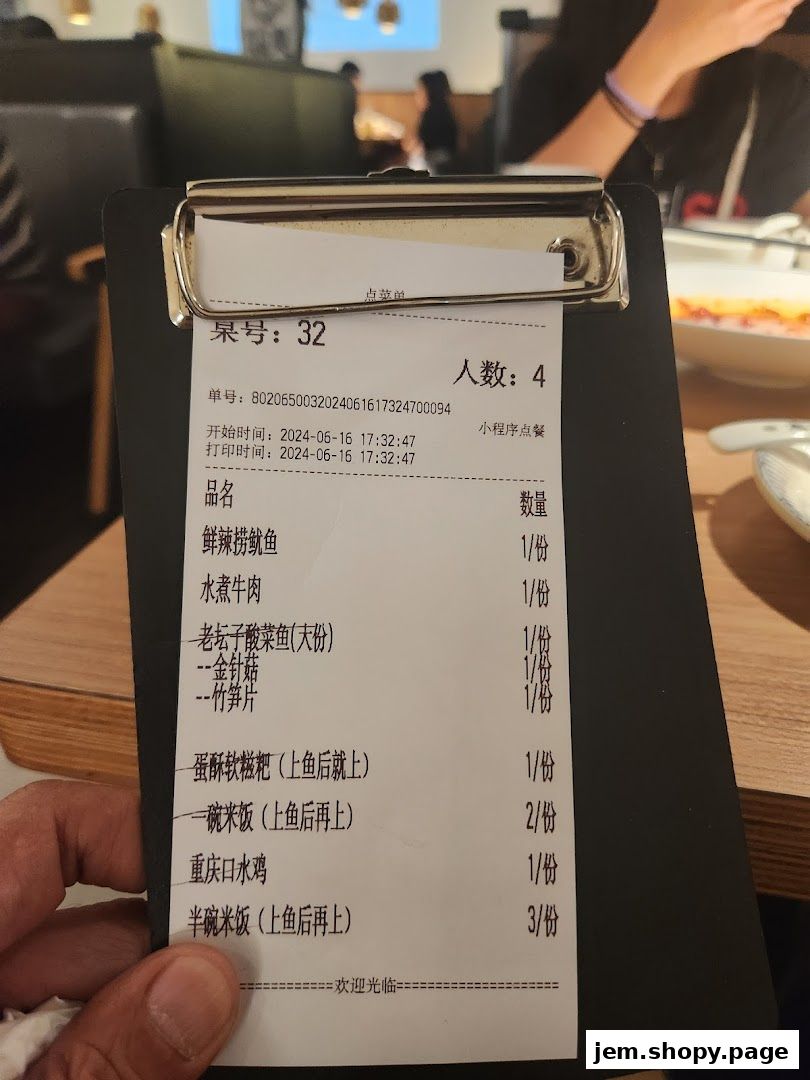 点菜单
桌号：32
人数：4
单号：8020650032024061617324700094
小程序点餐
开始时间：2024-06-16 17:32:47
打印时间：2024-06-16 17:32:47
品名 数量
鲜辣捞鱿鱼 1/份
水煮牛肉 1/份
老坛子酸菜鱼(大份) 1/份
--金针菇 1/份
--竹笋片 1/份
蛋酥软糍粑（上鱼后就上） 1/份
一碗米饭（上鱼后再上） 2/份
重庆口水鸡 1/份
半碗米饭（上鱼后再上） 3/份
============欢迎光临=====================
jem.shopy.page